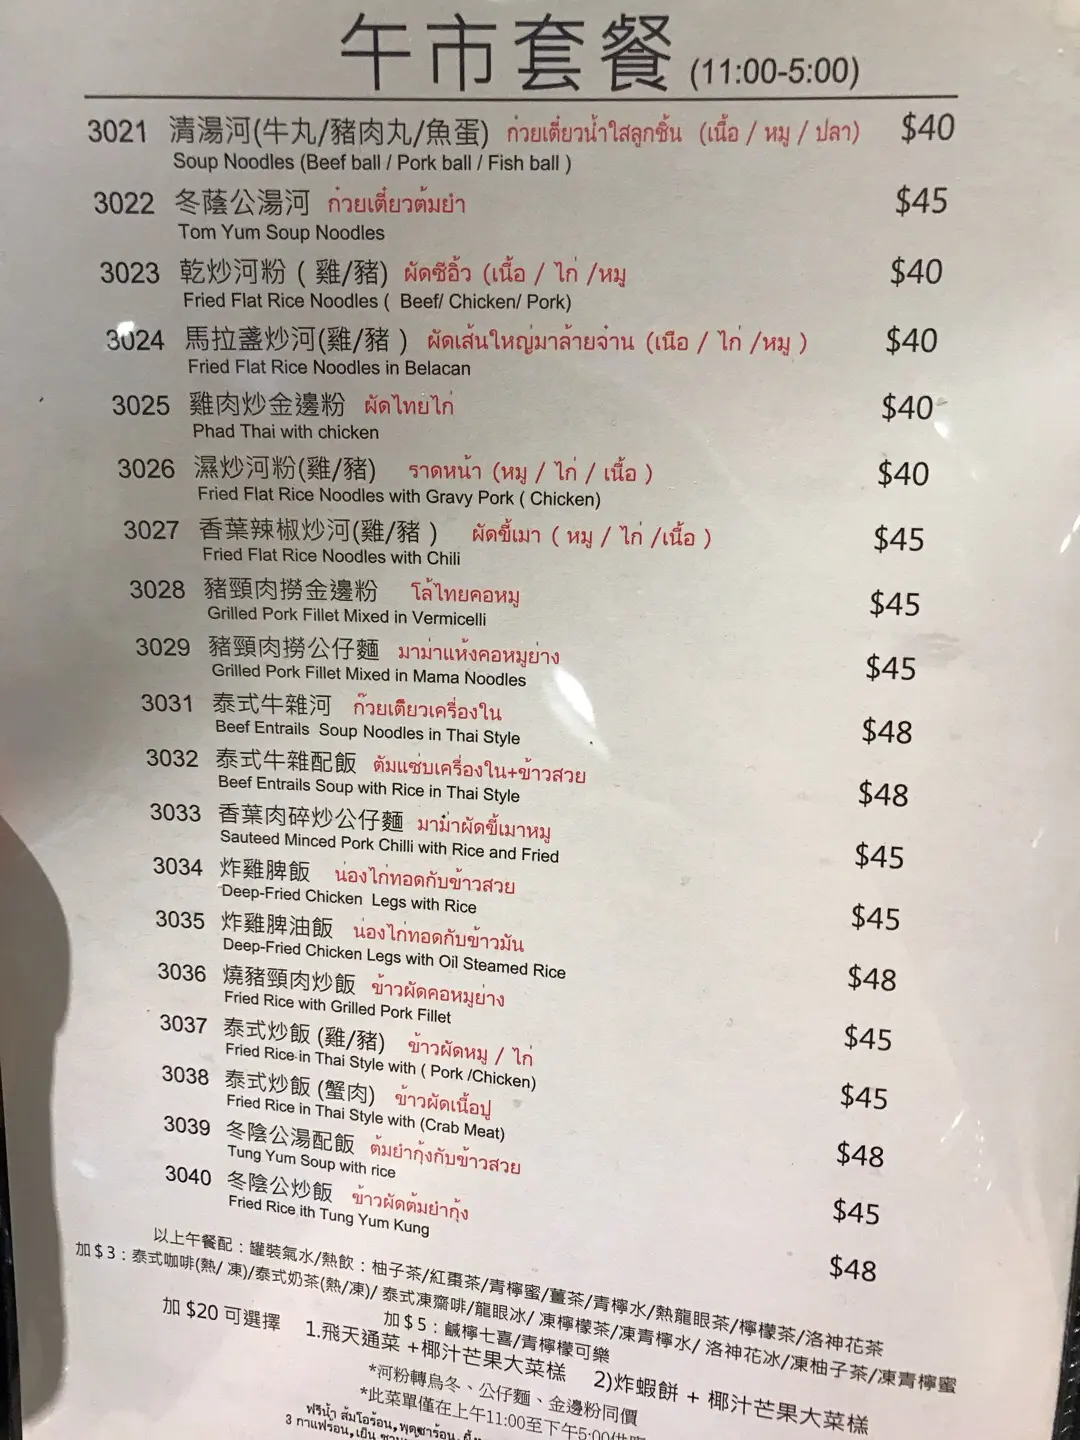 午市套餐 (11:00-5:00)
3021 清湯河(牛丸/豬肉丸/魚蛋) ก๋วยเตี๋ยวน้ำใสลูกชิ้น (เนื้อ / หมู / ปลา) $40
Soup Noodles (Beef ball / Pork ball / Fish ball )
3022 冬蔭公湯河 ก๋วยเตี๋ยวต้มยำ $45
Tom Yum Soup Noodles
3023 乾炒河粉 ( 雞/豬) ผัดซีอิ้ว (เนื้อ / ไก่ /หมู $40
Fried Flat Rice Noodles ( Beef/ Chicken/ Pork)
3024 馬拉盞炒河(雞/豬 ) ผัดเส้นใหญ่มาล้ายจ๋าน (เนือ / ไก่ /หมู ) $40
Fried Flat Rice Noodles in Belacan
3025 雞肉炒金邊粉 ผัดไทยไก่ $40
Phad Thai with chicken
3026 濕炒河粉(雞/豬) ราดหน้า (หมู / ไก่ / เนื้อ ) $40
Fried Flat Rice Noodles with Gravy Pork ( Chicken)
3027 香葉辣椒炒河(雞/豬 ) ผัดขี้เมา ( หมู / ไก่ /เนื้อ ) $45
Fried Flat Rice Noodles with Chili
3028 豬頸肉撈金邊粉 โล้ไทยคอหมู $45
Grilled Pork Fillet Mixed in Vermicelli
3029 豬頸肉撈公仔麵 มาม่าแห้งคอหมูย่าง $45
Grilled Pork Fillet Mixed in Mama Noodles
3031 泰式牛雜河 ก๊วยเตียวเครื่องใน $48
Beef Entrails Soup Noodles in Thai Style
3032 泰式牛雜配飯 ต้มแซ่บเครื่องใน+ข้าวสวย $48
Beef Entrails Soup with Rice in Thai Style
3033 香葉肉碎炒公仔麵 มาม่าผัดขี้เมาหมู $45
Sauteed Minced Pork Chilli with Rice and Fried
3034 炸雞脾飯 น่องไก่ทอดกับข้าวสวย $45
Deep-Fried Chicken Legs with Rice
3035 炸雞脾油飯 น่องไก่ทอดกับข้าวมัน $48
Deep-Fried Chicken Legs with Oil Steamed Rice
3036 燒豬頸肉炒飯 ข้าวผัดคอหมูย่าง $45
Fried Rice with Grilled Pork Fillet
3037 泰式炒飯 (雞/豬) ข้าวผัดหมู / ไก่ $45
Fried Rice in Thai Style with ( Pork /Chicken)
3038 泰式炒飯 (蟹肉) ข้าวผัดเนื้อปู $48
Fried Rice in Thai Style with (Crab Meat)
3039 冬陰公湯配飯 ต้มยำกุ้งกับข้าวสวย $45
Tung Yum Soup with rice
3040 冬陰公炒飯 ข้าวผัดต้มยำกุ้ง $48
Fried Rice ith Tung Yum Kung
以上午餐配：罐裝氣水/熱飲：柚子茶/紅棗茶/青檸蜜/薑茶/青檸水/熱龍眼茶/檸檬茶/洛神花茶
加＄3：泰式咖啡(熱/ 凍)/泰式奶茶(熱/凍)/ 泰式凍齋啡/龍眼冰/ 凍檸檬茶/凍青檸水/ 洛神花冰/凍柚子茶/凍青檸蜜
加＄5：鹹檸七喜/青檸檬可樂
加 $20 可選擇 1.飛天通菜 +椰汁芒果大菜樣 2)炸蝦餅 + 椰汁芒果大菜樣
*河粉轉烏冬、公仔麵、金邊粉同價
*此菜單僅在上午11:00至下午5:00供
ฟรีน้ำ ส้มโอร้อน,พุดซาร้อน,
3 กาแฟร้อน,เย็น